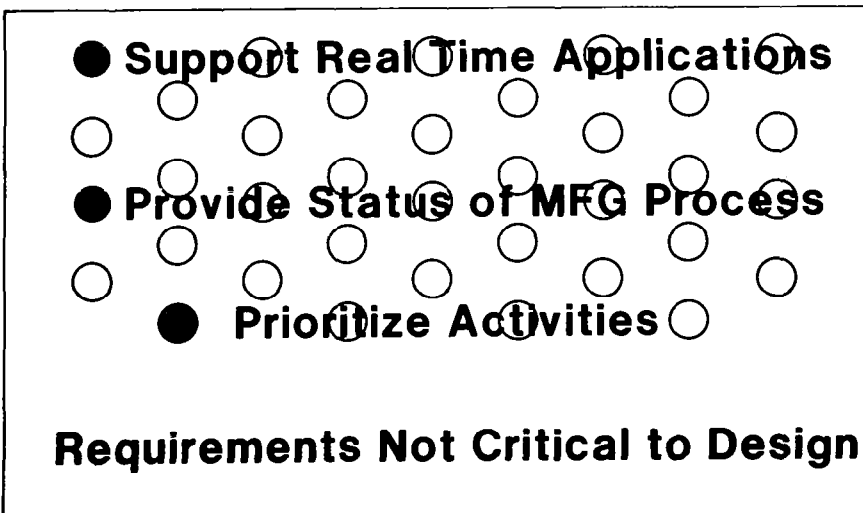 Support Real Time Applications
Provide Status of MFG Process
Prioritize Activities
Requirements Not Critical to Design